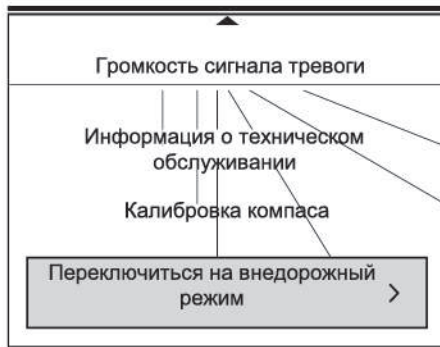 Громкость сигнала тревоги
Информация о техническом
обслуживании
Калибровка компаса
Переключиться на внедорожный
режим